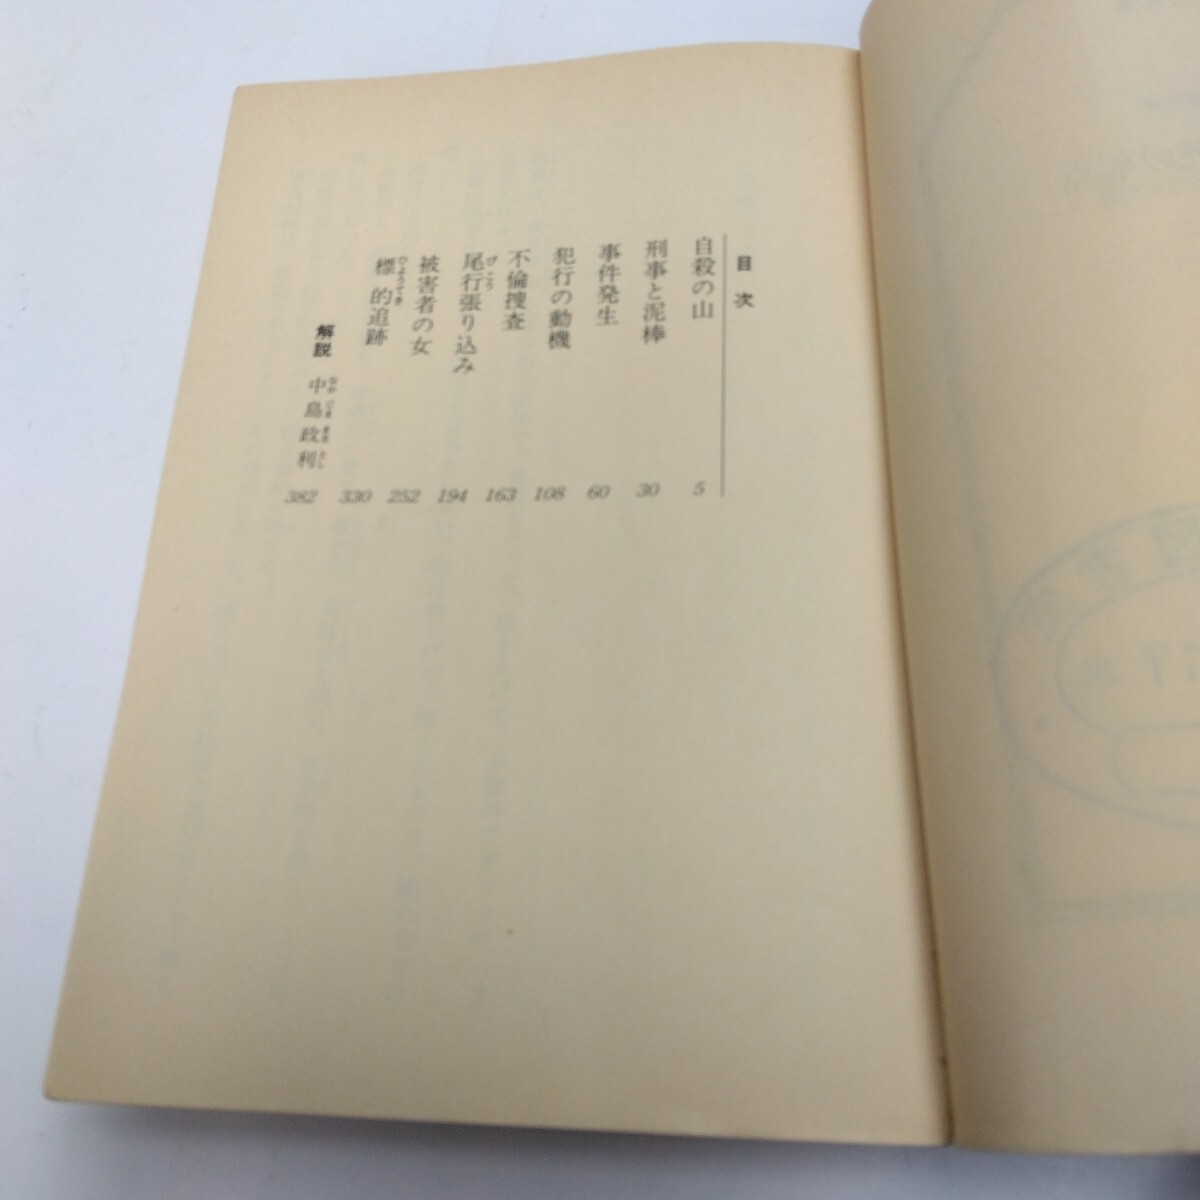 目次
自殺の山 5
刑事と泥棒 30
事件発生 60
犯行の動機 108
不倫捜査 163
尾行張り込み 194
被害者の女 252
標的追跡 330
解説 中島政利 382